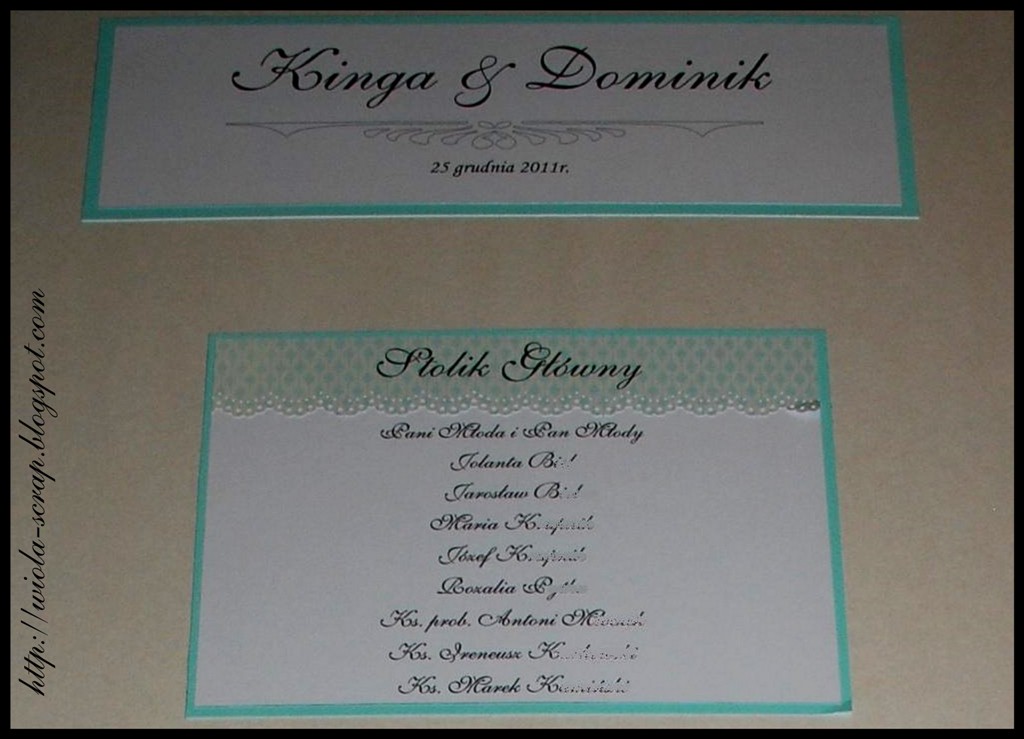 Kinga & Dominik
25 grudnia 2011r.
Stolik Główny
Pani Młoda i Pan Młody
Jolanta
Jarosław
Maria
Józef
Rozalia
Ks. prob. Antoni
Ks. Ireneusz
Ks. Marek
http://wiola-scrap.blogspot.com